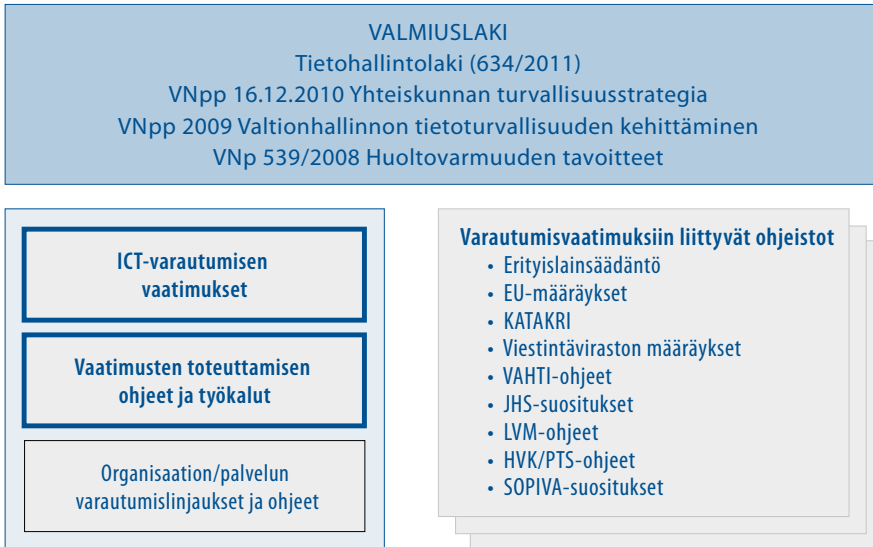 VALMIUSLAKI
Tietohallintolaki (634/2011)
VNpp 16.12.2010 Yhteiskunnan turvallisuusstrategia
VNpp 2009 Valtionhallinnon tietoturvallisuuden kehittäminen
VNp 539/2008 Huoltovarmuuden tavoitteet
ICT-varautumisen
vaatimukset
Vaatimusten toteuttamisen
ohjeet ja työkalut
Organisaation/palvelun
varautumislinjaukset ja ohjeet
Varautumisvaatimuksiin liittyvät ohjeistot
• Erityislainsäädäntö
• EU-määräykset
• KATAKRI
• Viestintäviraston määräykset
• VAHTI-ohjeet
• JHS-suositukset
• LVM-ohjeet
• HVK/PTS-ohjeet
• SOPIVA-suositukset